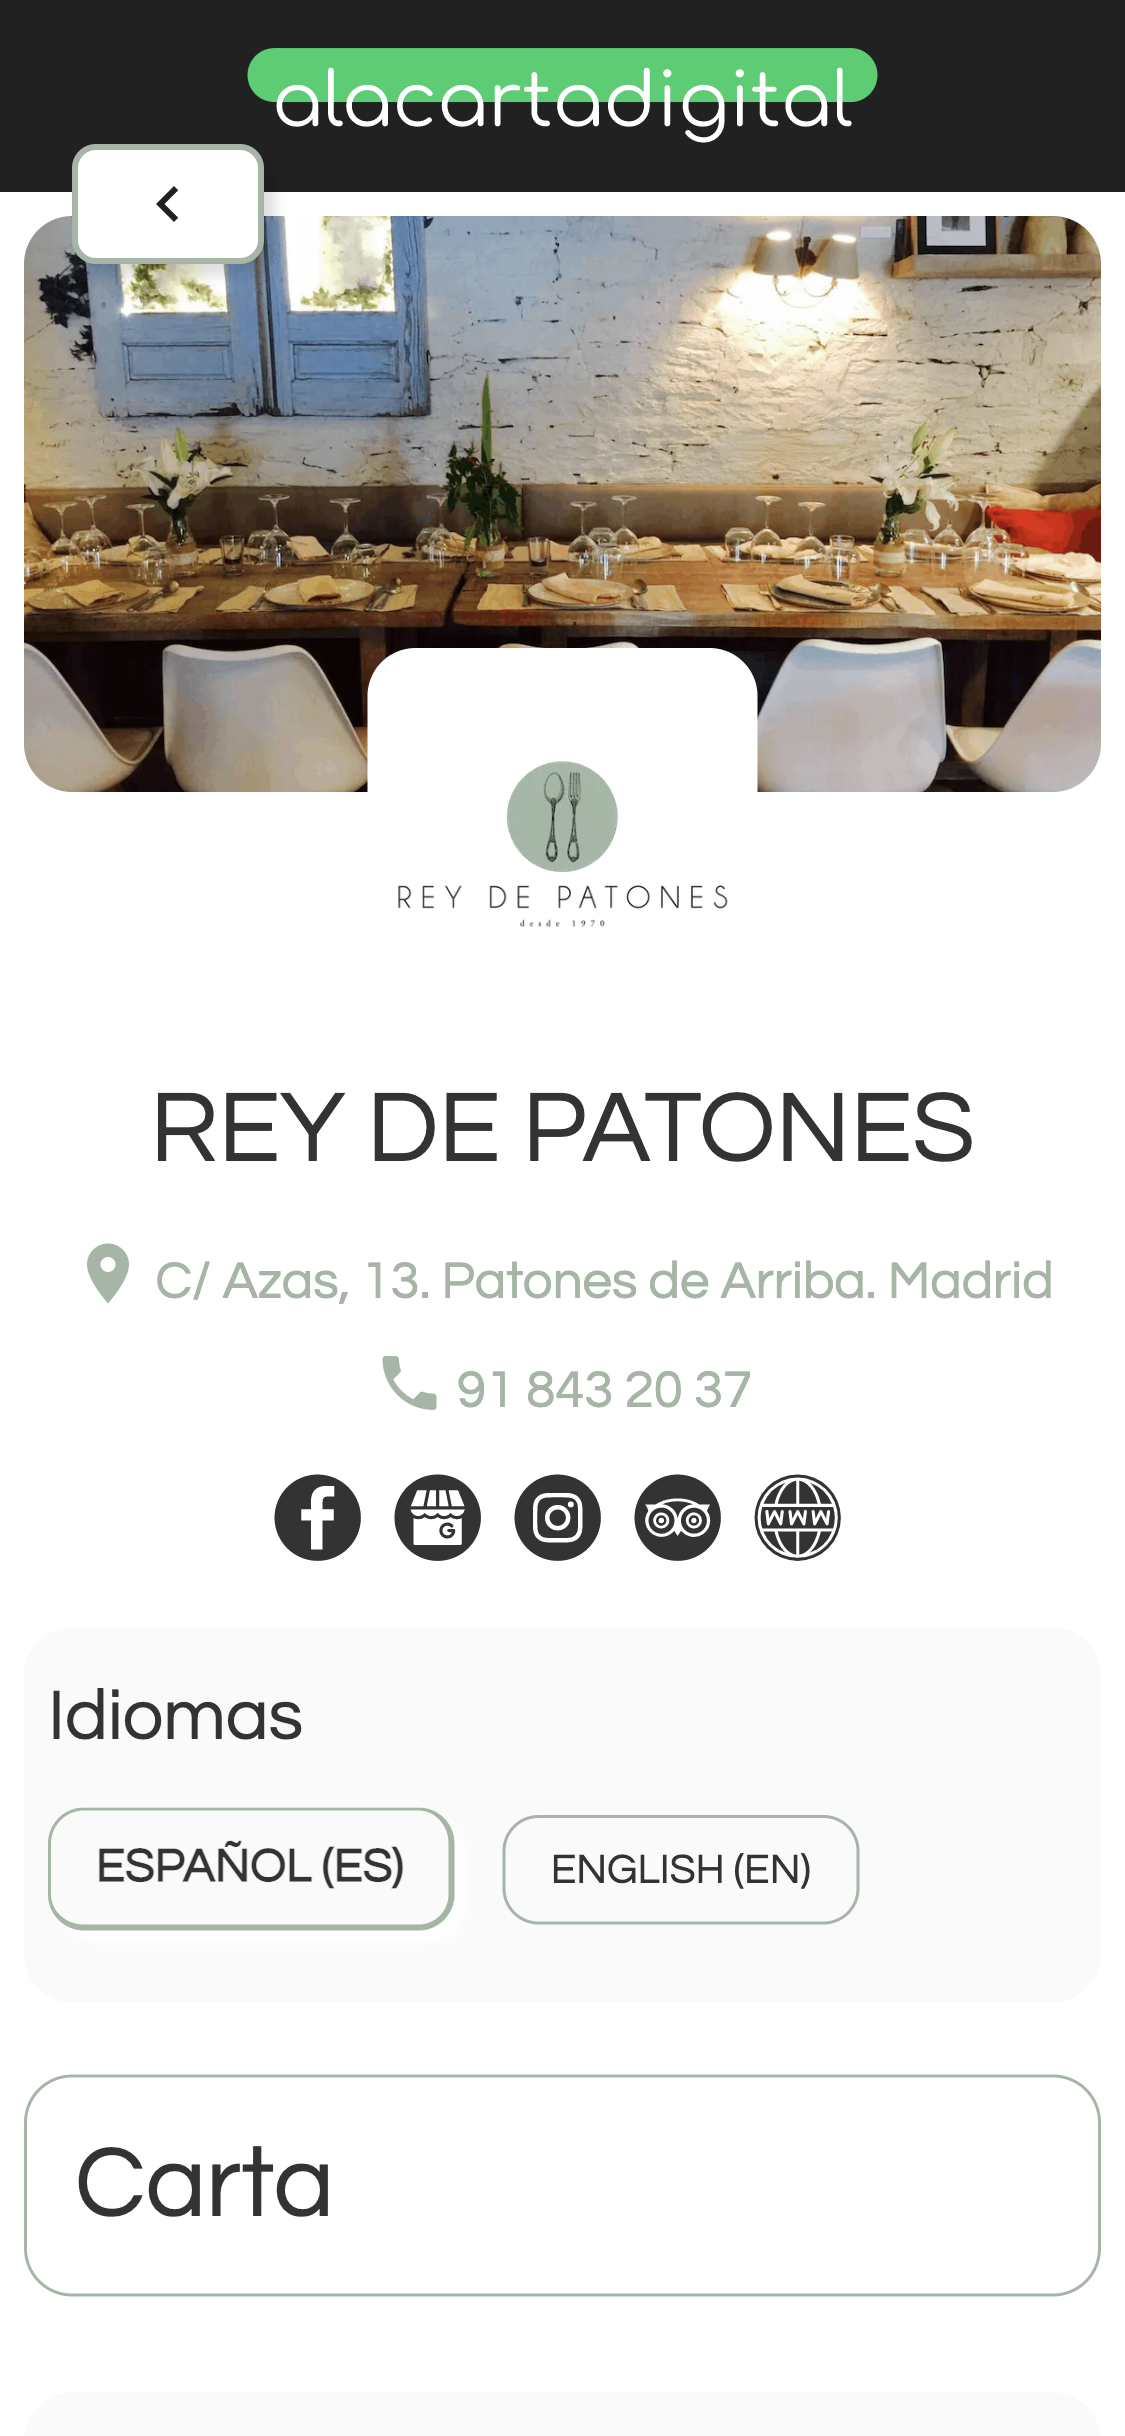 alacartadigital
REY DE PATONES
desde 1970
REY DE PATONES
C/ Azas, 13. Patones de Arriba. Madrid
91 843 20 37
G
WWW
Idiomas
ESPAÑOL (ES)
ENGLISH (EN)
Carta